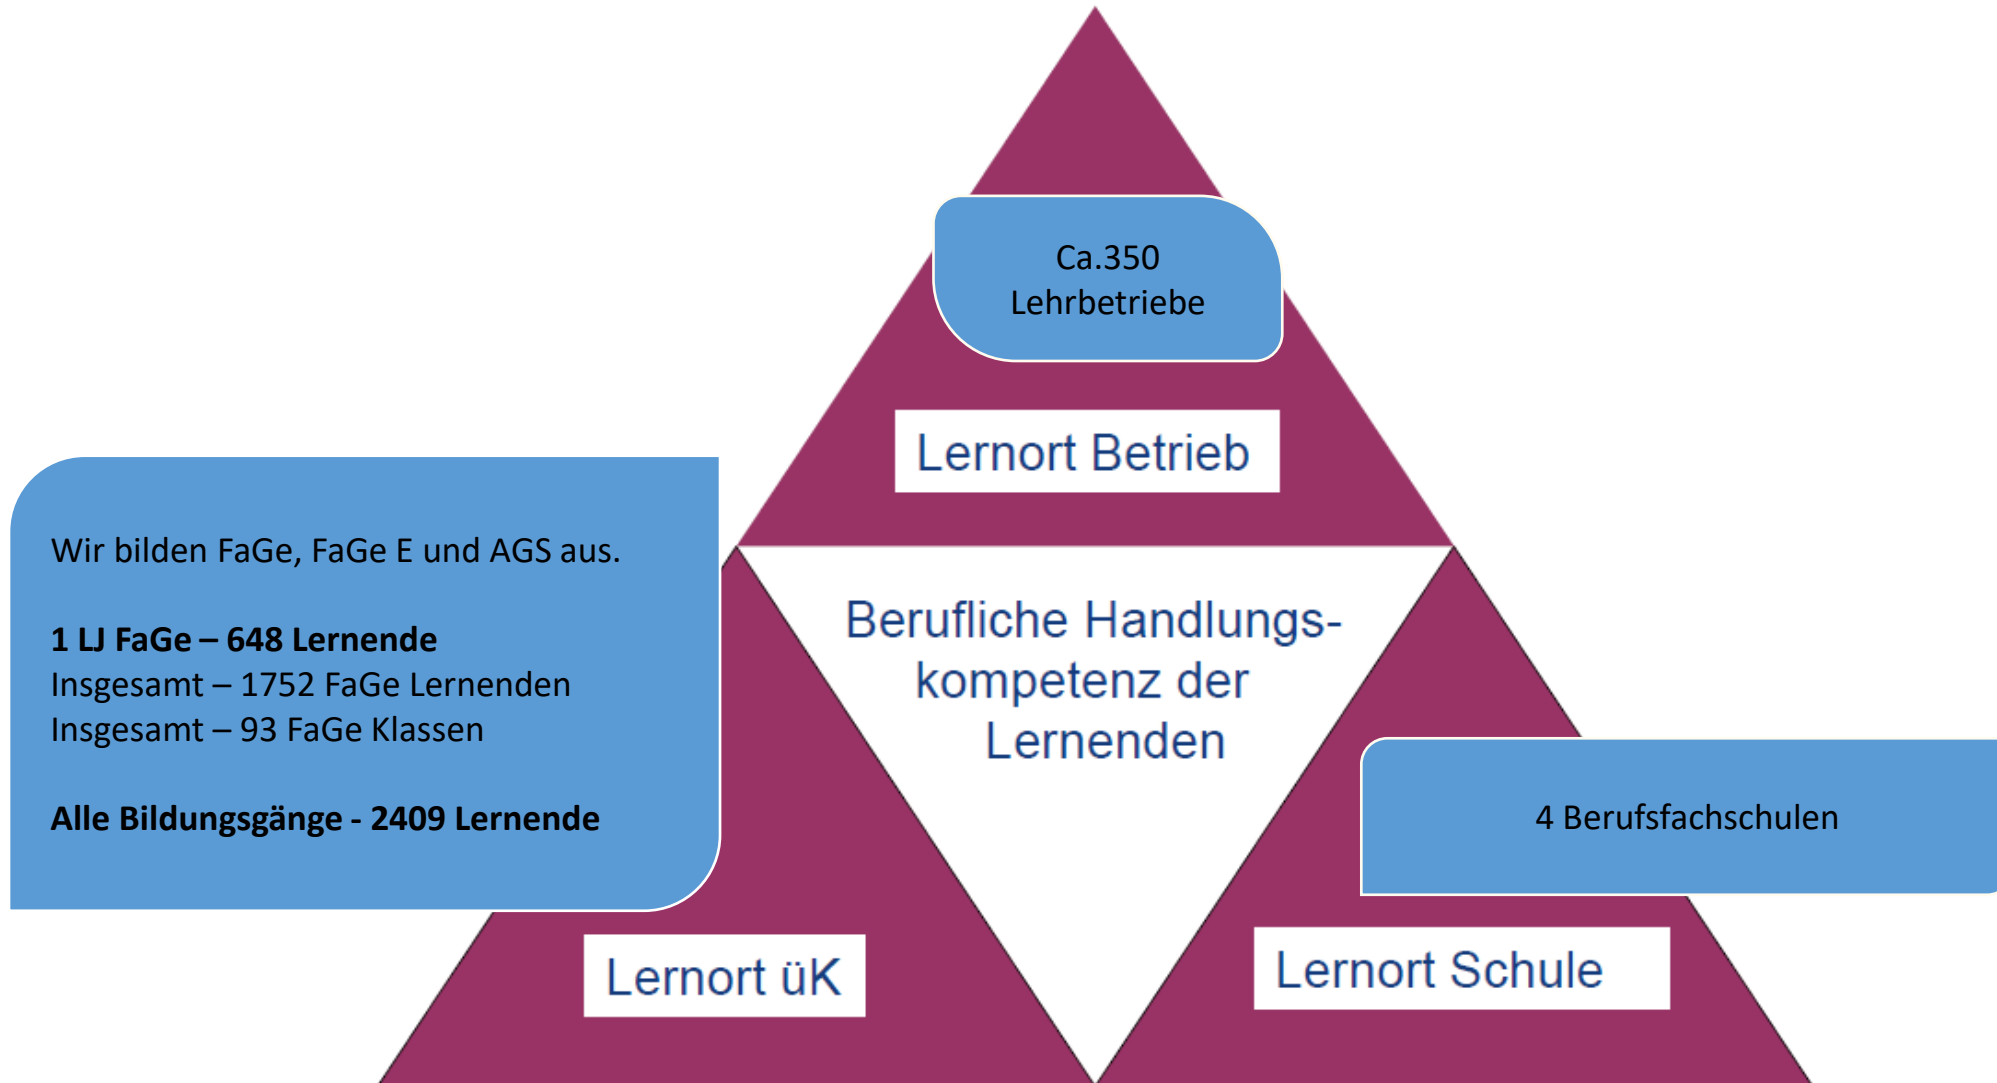 Ca.350
Lehrbetriebe
Lernort Betrieb
Wir bilden FaGe, FaGe E und AGS aus.
1 LJ FaGe – 648 Lernende
Insgesamt – 1752 FaGe Lernenden
Insgesamt – 93 FaGe Klassen
Alle Bildungsgänge - 2409 Lernende
Berufliche Handlungs-
kompetenz der
Lernenden
4 Berufsfachschulen
Lernort üK
Lernort Schule